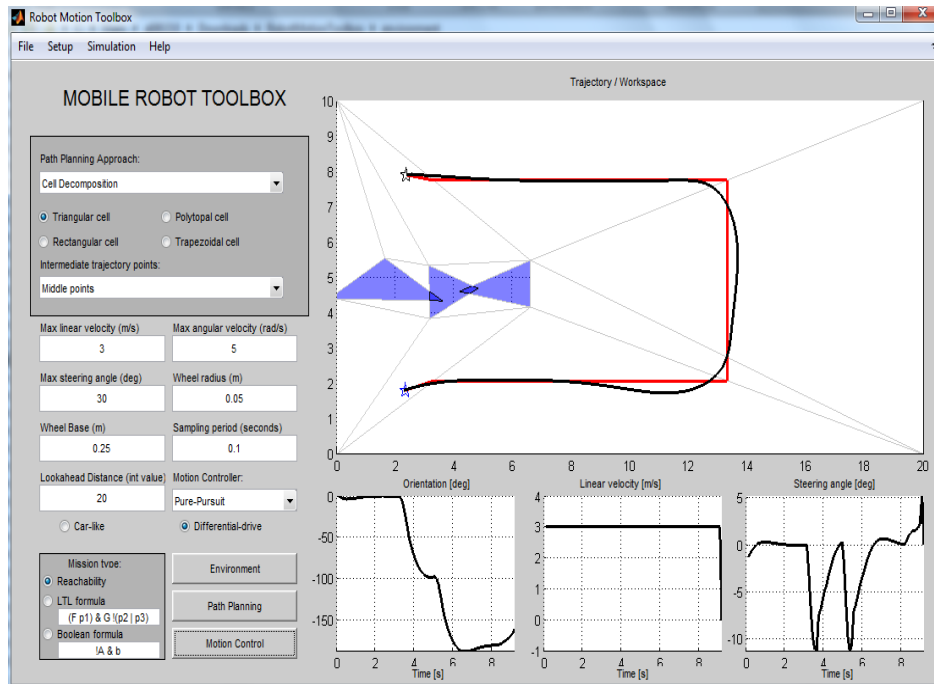 Robot Motion Toolbox
File Setup Simulation Help
MOBILE ROBOT TOOLBOX
Path Planning Approach:
Cell Decomposition
Triangular cell Polytopal cell
Rectangular cell Trapezoidal cell
Intermediate trajectory points:
Middle points
Max linear velocity (m/s) Max angular velocity (rad/s)
3 5
Max steering angle (deg) Wheel radius (m)
30 0.05
Wheel Base (m) Sampling period (seconds)
0.25 0.1
Lookahead Distance (int value) Motion Controller:
20 Pure-Pursuit
Car-like Differential-drive
Mission type:
Reachability
LTL formula
(F p1) & G !(p2 | p3)
Boolean formula
!A & b
Environment
Path Planning
Motion Control
Trajectory / Workspace
10
9
8
7
6
5
4
3
2
1
0
0 2 4 6 8 10 12 14 16 18 20
Orientation [deg]
0
-50
-100
-150
0 2 4 6 8
Time [s]
Linear velocity [m/s]
4
3
2
1
0
-1
0 2 4 6 8
Time [s]
Steering angle [deg]
5
0
-5
-10
0 2 4 6 8
Time [s]